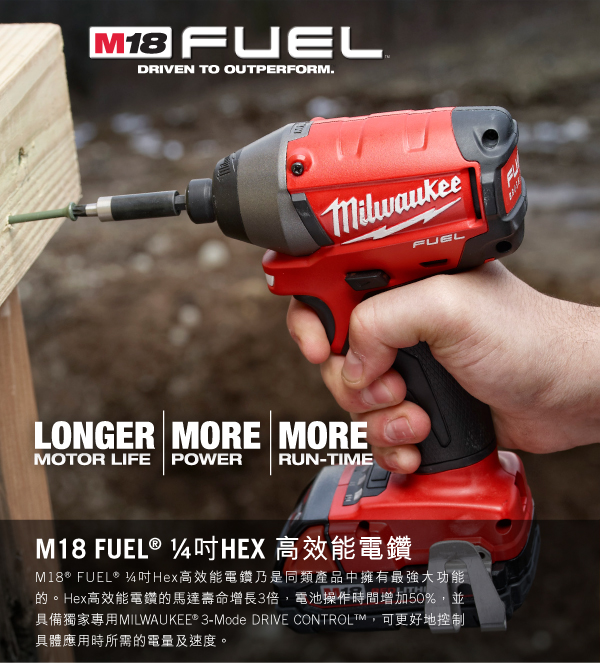 M18 FUEL™
DRIVEN TO OUTPERFORM.
Milwaukee
FUEL
LONGER MORE MORE
MOTOR LIFE POWER RUN-TIME
M18 FUEL® ¼吋HEX 高效能電鑽
M18® FUEL® ¼吋Hex高效能電鑽乃是同類產品中擁有最強大功能
的。Hex高效能電鑽的馬達壽命增長3倍，電池操作時間增加50%，並
具備獨家專用MILWAUKEE® 3-Mode DRIVE CONTROL™，可更好地控制
具體應用時所需的電量及速度。